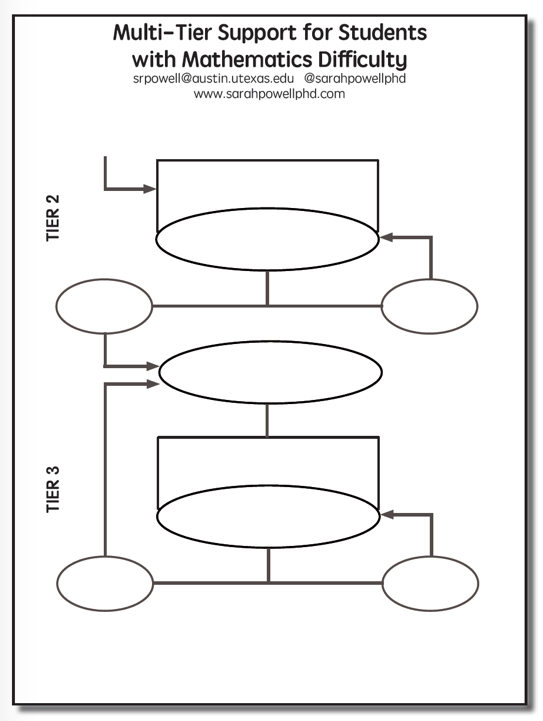 Multi-Tier Support for Students
with Mathematics Difficulty
srpowell@austin.utexas.edu @sarahpowellphd
www.sarahpowellphd.com
TIER 2
TIER 3